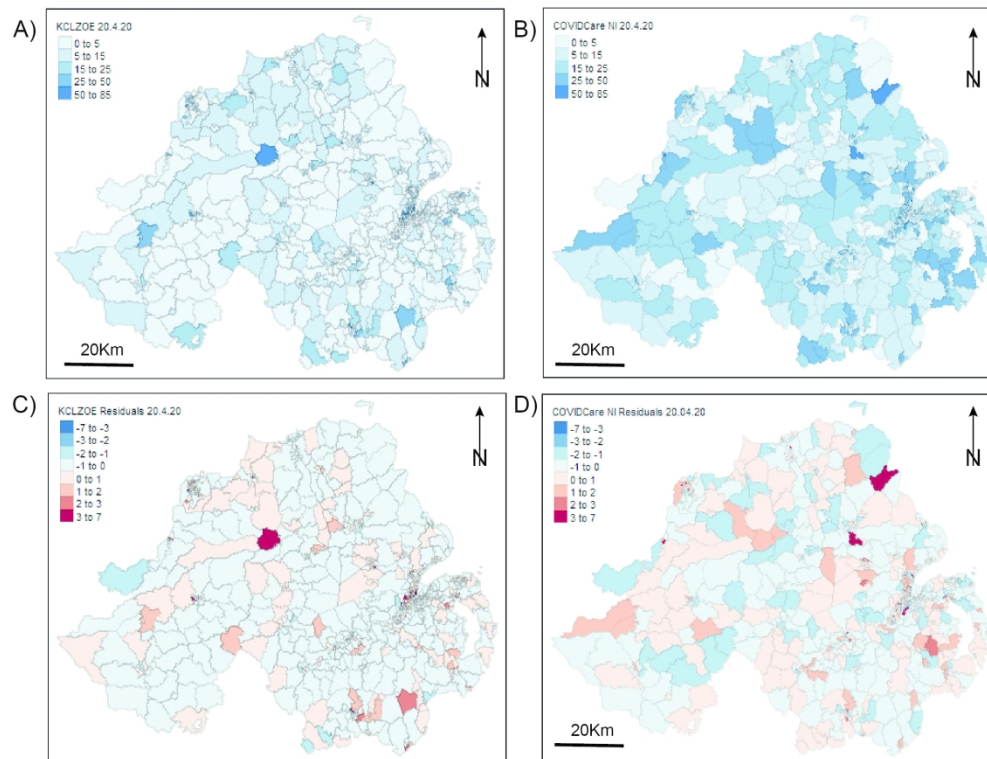 A)
KCLZOE 20.4.20
0 to 5
5 to 15
15 to 25
25 to 50
50 to 85
N
20Km
B)
COVIDCare NI 20.4.20
0 to 5
5 to 15
15 to 25
25 to 50
50 to 85
N
20Km
C)
KCLZOE Residuals 20.4.20
-7 to -3
-3 to -2
-2 to -1
-1 to 0
0 to 1
1 to 2
2 to 3
3 to 7
N
D)
COVIDCare NI Residuals 20.04.20
-7 to -3
-3 to -2
-2 to -1
-1 to 0
0 to 1
1 to 2
2 to 3
3 to 7
N
20Km